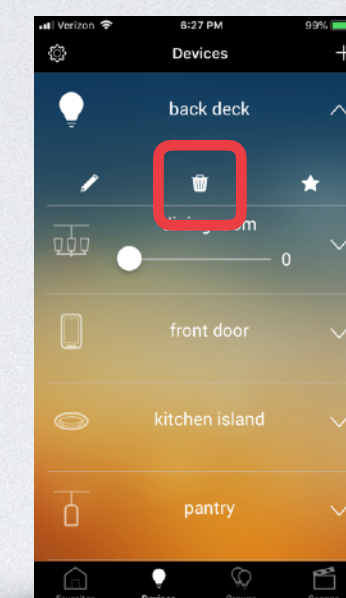 Verizon 6:27 PM 99%
Devices +
back deck
0
front door
kitchen island
pantry
Devices